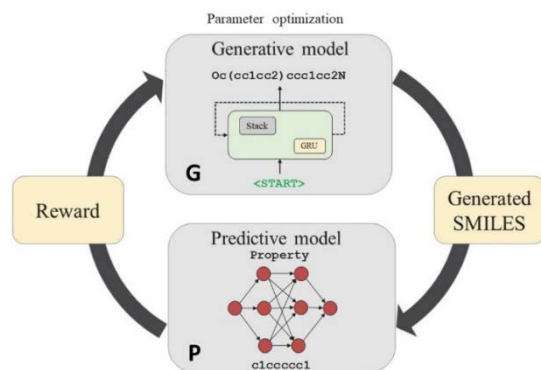 Parameter optimization
Generative model
Oc(cc1cc2)ccc1cc2N
Stack
GRU
G
<START>
Reward
Generated
SMILES
Predictive model
Property
P
c1ccccc1